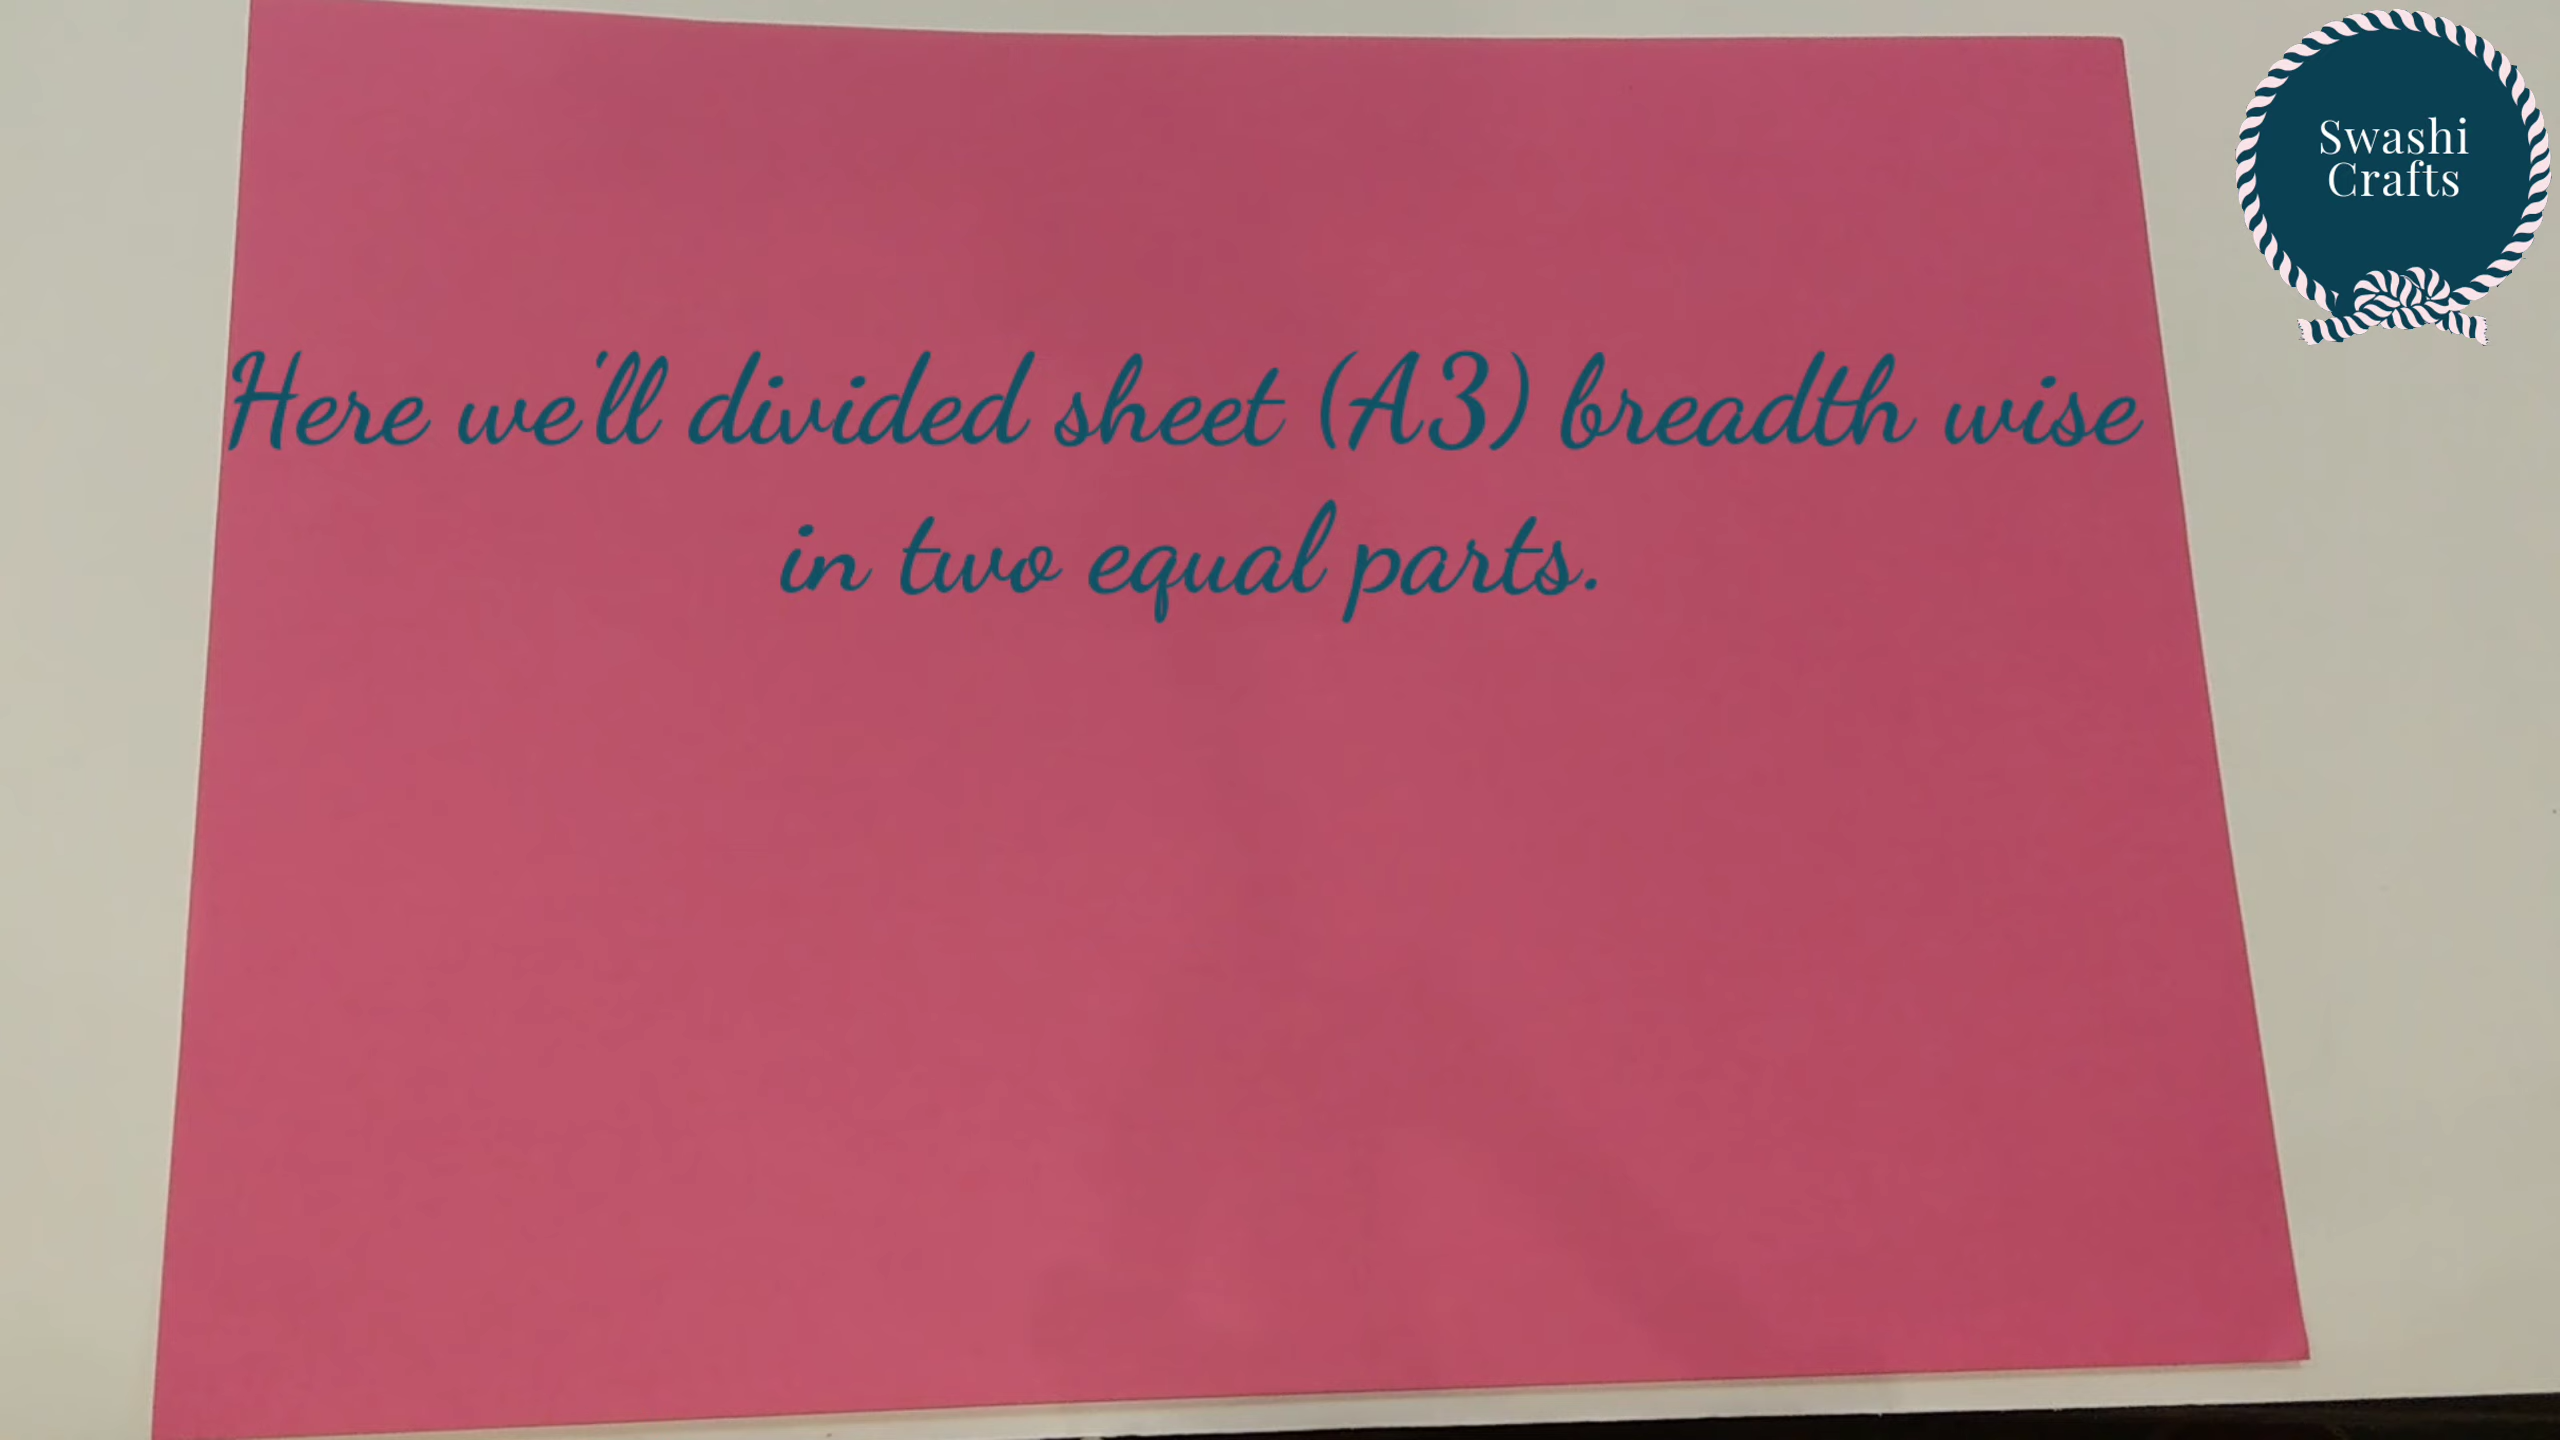 Swashi
Crafts
Here we'll divided sheet (A3) breadth wise
in two equal parts.